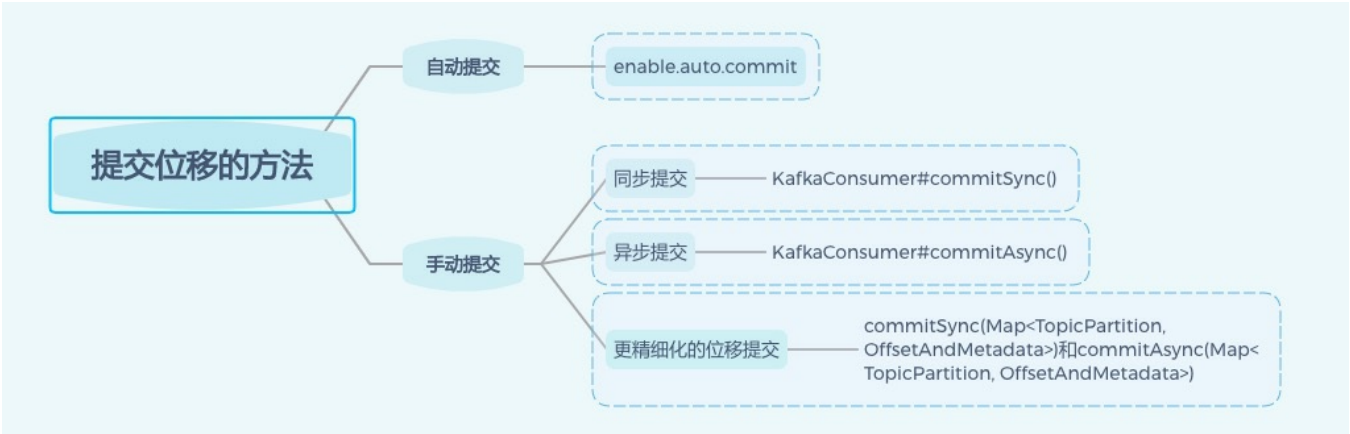 提交位移的方法
自动提交
enable.auto.commit
手动提交
同步提交
KafkaConsumer#commitSync()
异步提交
KafkaConsumer#commitAsync()
更精细化的位移提交
commitSync(Map<TopicPartition,
OffsetAndMetadata>)和commitAsync(Map<
TopicPartition, OffsetAndMetadata>)